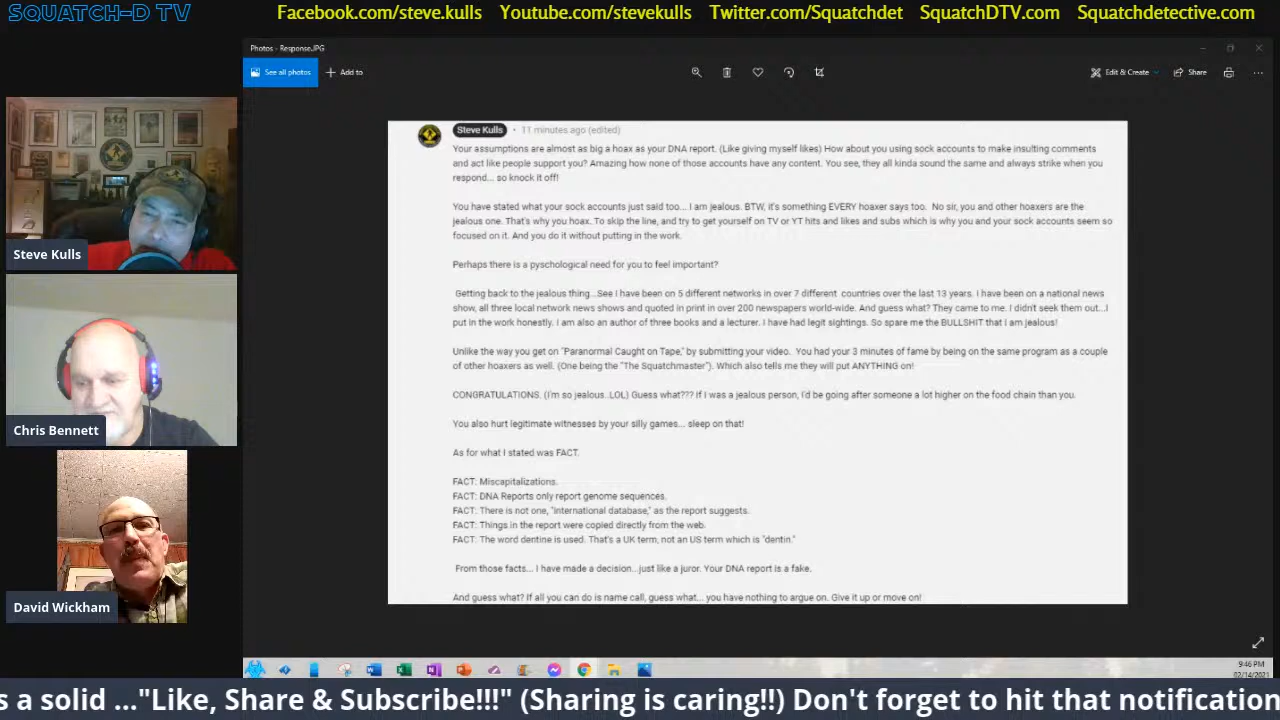 SQUATCH-D TV
Facebook.com/steve.kulls Youtube.com/stevekulls Twitter.com/Squatchdet SquatchDTV.com Squatchdetective.com
Photos - Response.JPG
See all photos
Add to
Edit & Create
Share
Steve Kulls
Chris Bennett
David Wickham
Steve Kulls • 11 minutes ago (edited)
Your assumptions are almost as big a hoax as your DNA report. (Like giving myself likes) How about you using sock accounts to make insulting comments
and act like people support you? Amazing how none of those accounts have any content. You see, they all kinda sound the same and always strike when you
respond... so knock it off!
You have stated what your sock accounts just said too... I am jealous. BTW, it's something EVERY hoaxer says too. No sir, you and other hoaxers are the
jealous one. That's why you hoax. To skip the line, and try to get yourself on TV or YT hits and likes and subs which is why you and your sock accounts seem so
focused on it. And you do it without putting in the work.
Perhaps there is a pyschological need for you to feel important?
Getting back to the jealous thing...See I have been on 5 different networks in over 7 different countries over the last 13 years. I have been on a national news
show, all three local network news shows and quoted in print in over 200 newspapers world-wide. And guess what? They came to me. I didn't seek them out...I
put in the work honestly. I am also an author of three books and a lecturer. I have had legit sightings. So spare me the BULLSHIT that i am jealous!
Unlike the way you get on "Paranormal Caught on Tape," by submitting your video. You had your 3 minutes of fame by being on the same program as a couple
of other hoaxers as well. (One being the "The Squatchmaster"). Which also tells me they will put ANYTHING on!
CONGRATULATIONS. (I'm so jealous..LOL) Guess what??? If I was a jealous person, I'd be going after someone a lot higher on the food chain than you.
You also hurt legitimate witnesses by your silly games... sleep on that!
As for what I stated was FACT.
FACT: Miscapitalizations.
FACT: DNA Reports only report genome sequences.
FACT: There is not one, "International database," as the report suggests.
FACT: Things in the report were copied directly from the web.
FACT: The word dentine is used. That's a UK term, not an US term which is "dentin."
From those facts... I have made a decision...just like a juror. Your DNA report is a fake.
And guess what? If all you can do is name call, guess what... you have nothing to argue on. Give it up or move on!
9:46 PM
02/14/2021
s a solid ..."Like, Share & Subscribe!!!" (Sharing is caring!!) Don't forget to hit that notification